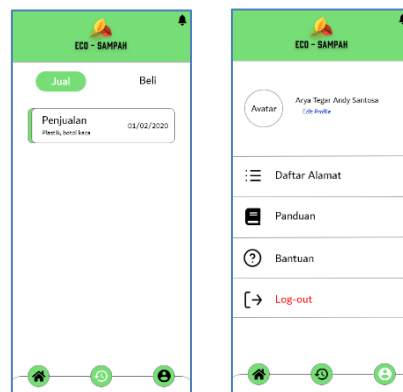 ECO - SAMPAH
Jual
Beli
Penjualan
Plastik, botol kaca
01/02/2020
ECO - SAMPAH
Avatar
Arya Tegar Andy Santosa
Edit Profile
Daftar Alamat
Panduan
Bantuan
Log-out